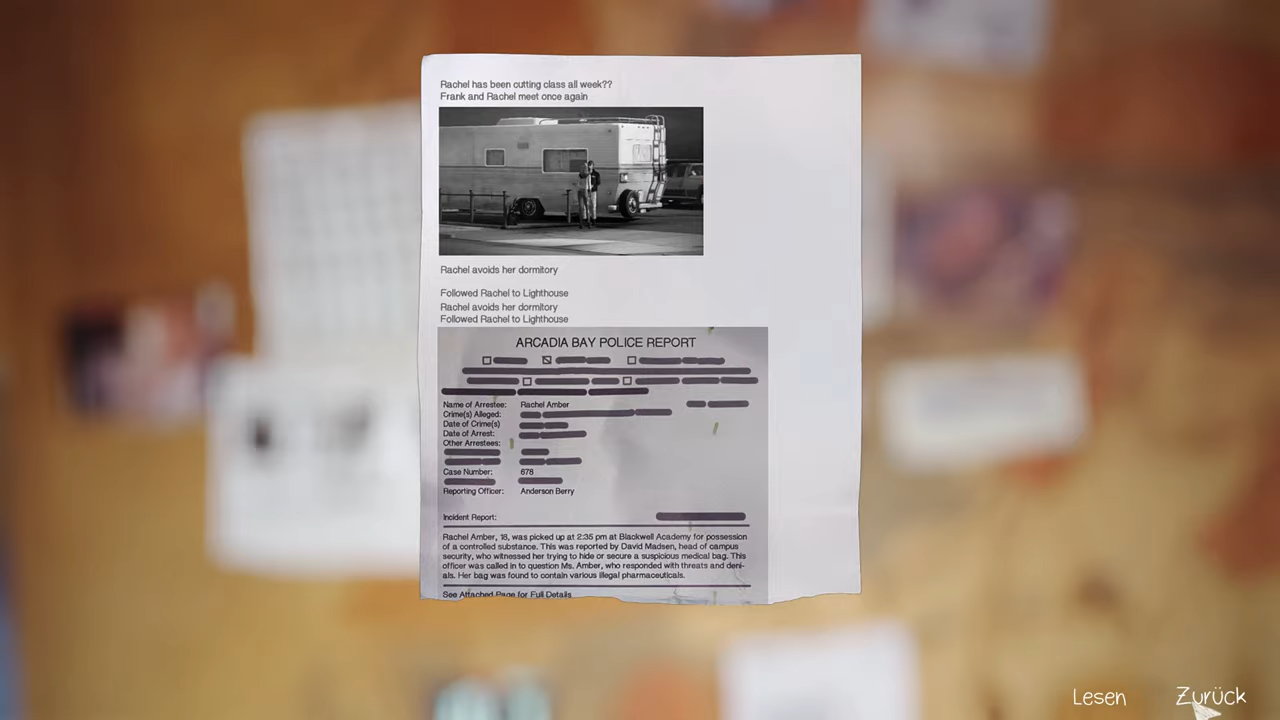 Rachel has been cutting class all week??
Frank and Rachel meet once again
Rachel avoids her dormitory
Followed Rachel to Lighthouse
Rachel avoids her dormitory
Followed Rachel to Lighthouse
ARCADIA BAY POLICE REPORT
Name of Arrestee: Rachel Amber
Crime(s) Alleged:
Date of Crime(s)
Date of Arrest:
Other Arrestees:
Case Number: 678
Reporting Officer: Anderson Berry
Incident Report:
Rachel Amber, 18, was picked up at 2:35 pm at Blackwell Academy for possession
of a controlled substance. This was reported by David Madsen, head of campus
security, who witnessed her trying to hide or secure a suspicious medical bag. This
officer was called in to question Ms. Amber, who responded with threats and deni-
als. Her bag was found to contain various illegal pharmaceuticals.
See Attached Page for Full Details
Lesen Zurück